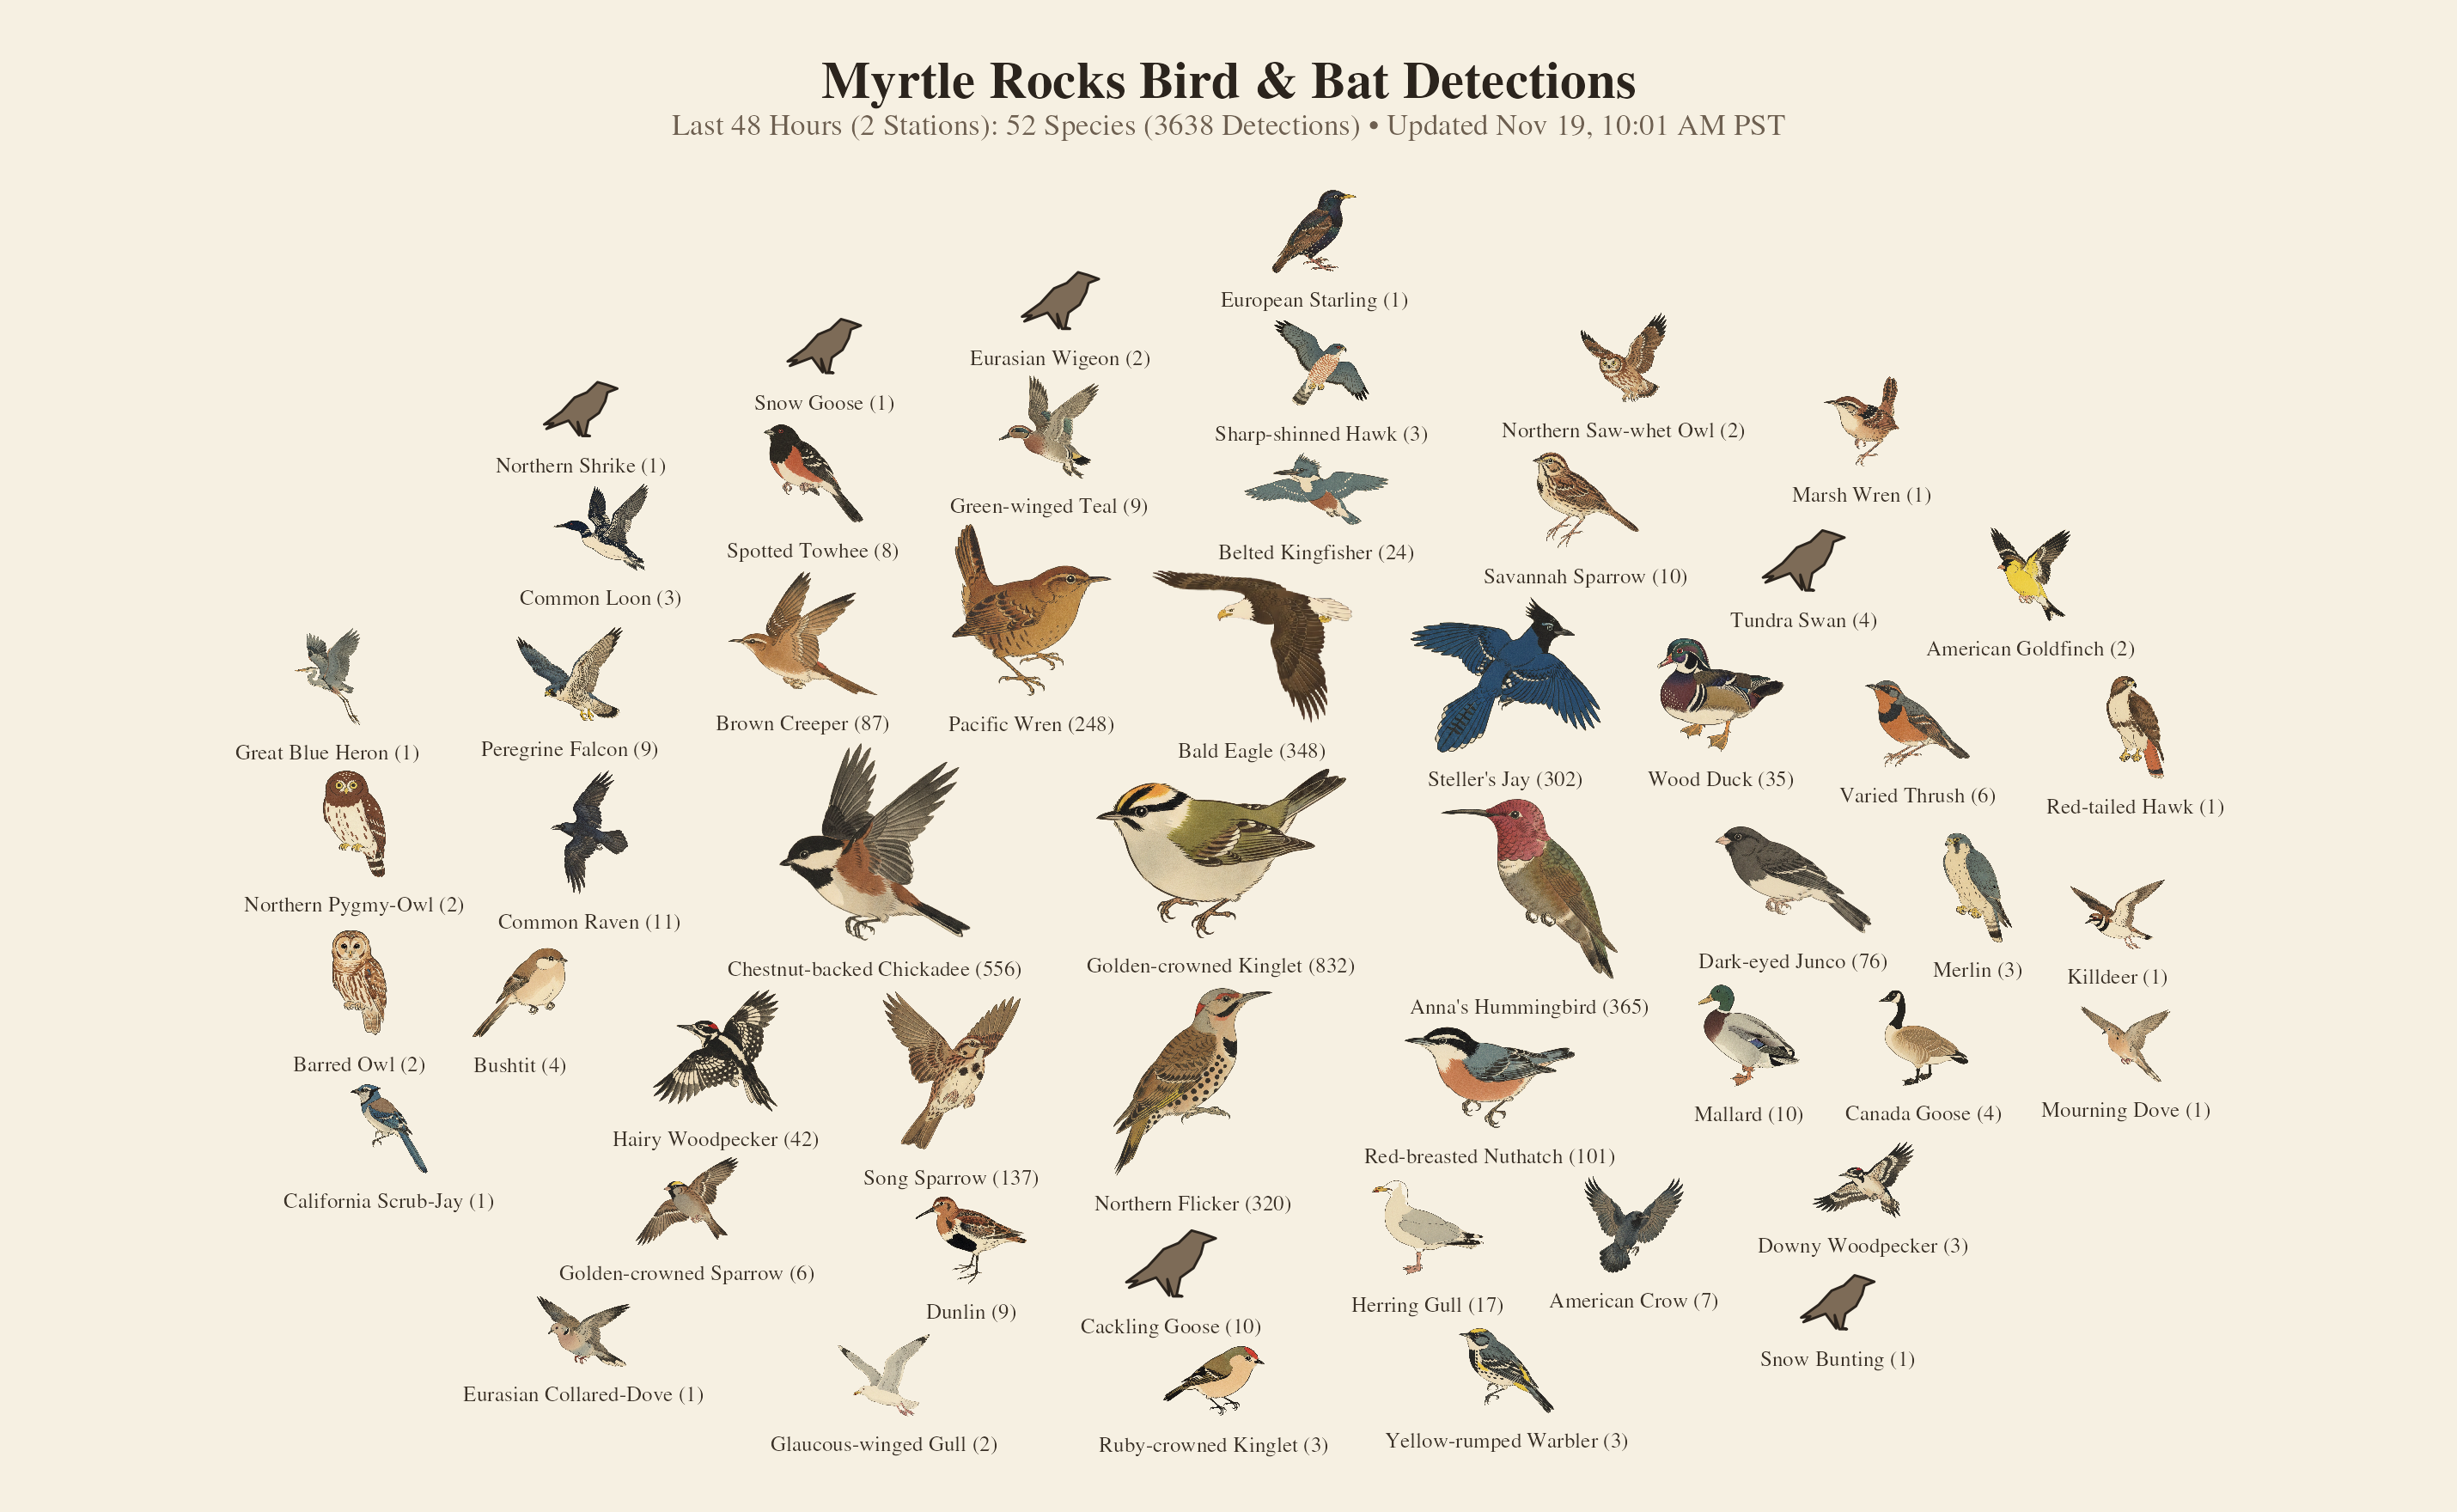 Myrtle Rocks Bird & Bat Detections
Last 48 Hours (2 Stations): 52 Species (3638 Detections) • Updated Nov 19, 10:01 AM PST
European Starling (1)
Eurasian Wigeon (2)
Snow Goose (1)
Northern Saw-whet Owl (2)
Sharp-shinned Hawk (3)
Northern Shrike (1)
Marsh Wren (1)
Green-winged Teal (9)
Spotted Towhee (8)
Belted Kingfisher (24)
Savannah Sparrow (10)
Common Loon (3)
Tundra Swan (4)
American Goldfinch (2)
Brown Creeper (87)
Pacific Wren (248)
Peregrine Falcon (9)
Bald Eagle (348)
Great Blue Heron (1)
Steller's Jay (302)
Wood Duck (35)
Varied Thrush (6)
Red-tailed Hawk (1)
Northern Pygmy-Owl (2)
Common Raven (11)
Dark-eyed Junco (76)
Golden-crowned Kinglet (832)
Chestnut-backed Chickadee (556)
Merlin (3)
Killdeer (1)
Anna's Hummingbird (365)
Barred Owl (2)
Bushtit (4)
Mourning Dove (1)
Mallard (10)
Canada Goose (4)
Hairy Woodpecker (42)
Red-breasted Nuthatch (101)
Song Sparrow (137)
California Scrub-Jay (1)
Northern Flicker (320)
Downy Woodpecker (3)
Golden-crowned Sparrow (6)
American Crow (7)
Herring Gull (17)
Dunlin (9)
Cackling Goose (10)
Snow Bunting (1)
Eurasian Collared-Dove (1)
Yellow-rumped Warbler (3)
Glaucous-winged Gull (2)
Ruby-crowned Kinglet (3)